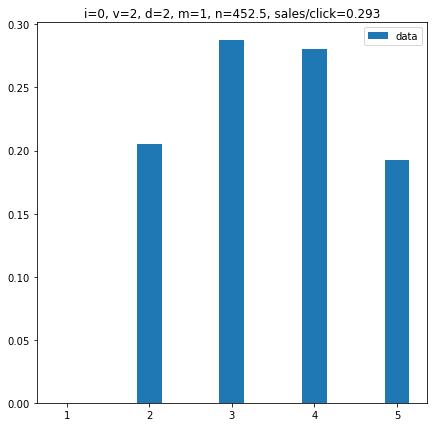 i=0, v=2, d=2, m=1, n=452.5, sales/click=0.293
data
0.30
0.25
0.20
0.15
0.10
0.05
0.00
1 2 3 4 5